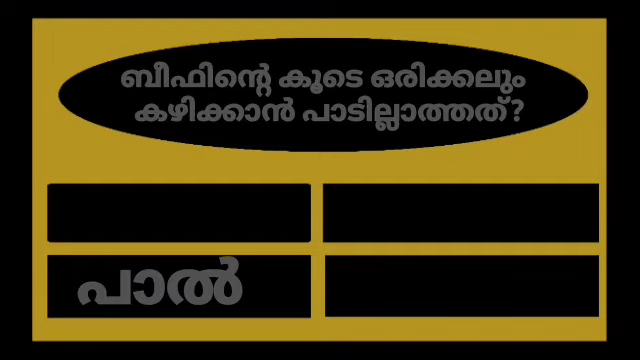 ബീഫിന്റെ കൂടെ ഒരിക്കലും
കഴിക്കാൻ പാടില്ലാത്തത്?
പാൽ